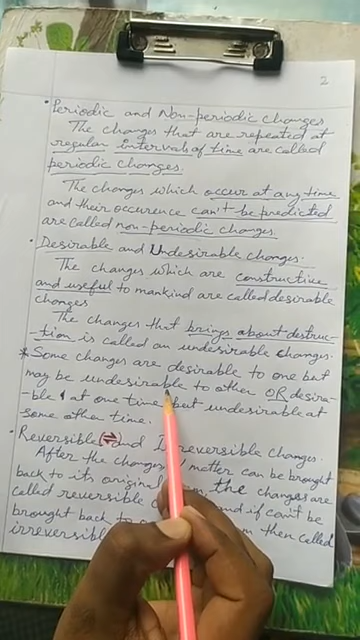 2
• Periodic and Non-periodic changes
The changes that are repeated at
regular intervals of time are called
periodic changes.
The changes which occur at any time
and their occurence can't be predicted
are called non-periodic changes.
• Desirable and Undesirable changes.
The changes which are constructive
and useful to mankind are called desirable
changes
The changes that brings about destruc-
-tion is called an undesirable changes.
* Some changes are desirable to one but
may be undesirable to other OR desira-
-ble at one time but undesirable at
some other time.
• Reversible (⇌) and Irreversible changes.
After the changes, matter can be brought
back to its original the changes are
called reversible and if can't be
brought back to then called
irreversible